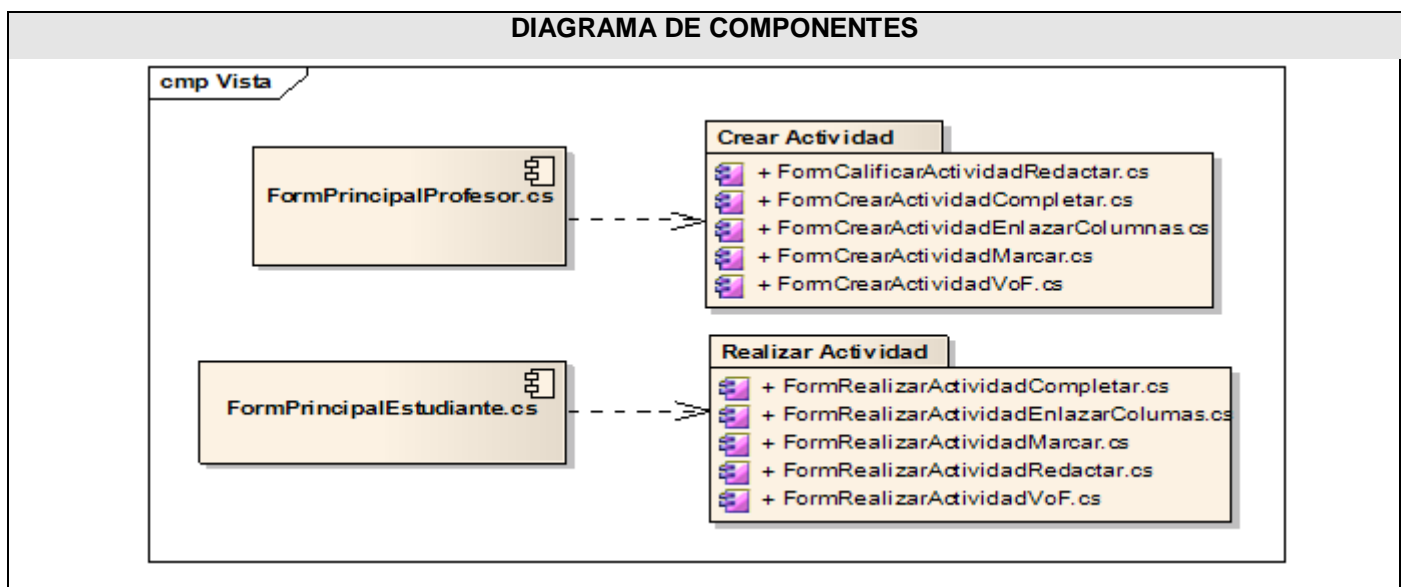 DIAGRAMA DE COMPONENTES
cmp Vista
FormPrincipalProfesor.cs
Crear Actividad
+ FormCalificarActividadRedactar.cs
+ FormCrearActividadCompletar.cs
+ FormCrearActividadEnlazarColumnas.cs
+ FormCrearActividadMarcar.cs
+ FormCrearActividadVoF.cs
FormPrincipalEstudiante.cs
Realizar Actividad
+ FormRealizarActividadCompletar.cs
+ FormRealizarActividadEnlazarColumas.cs
+ FormRealizarActividadMarcar.cs
+ FormRealizarActividadRedactar.cs
+ FormRealizarActividadVoF.cs